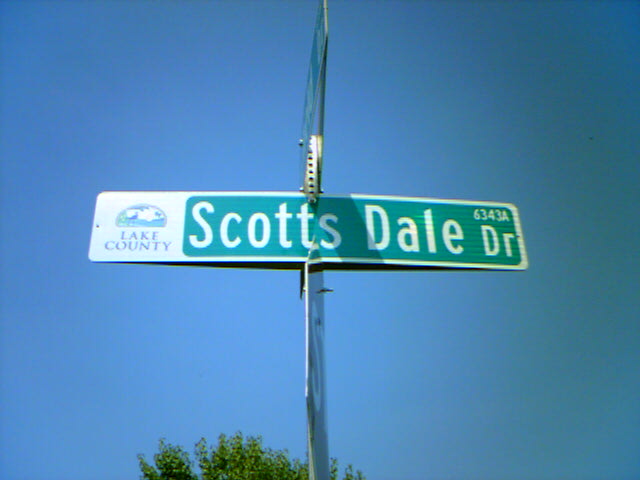 LAKE
COUNTY
Scotts Dale Dr
6343A